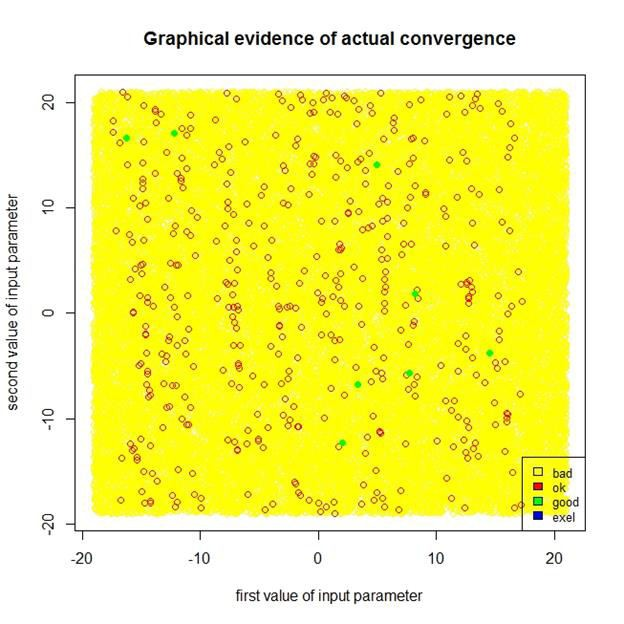 Graphical evidence of actual convergence
second value of input parameter
20
10
0
-10
-20
bad
ok
good
exel
-20 -10 0 10 20
first value of input parameter